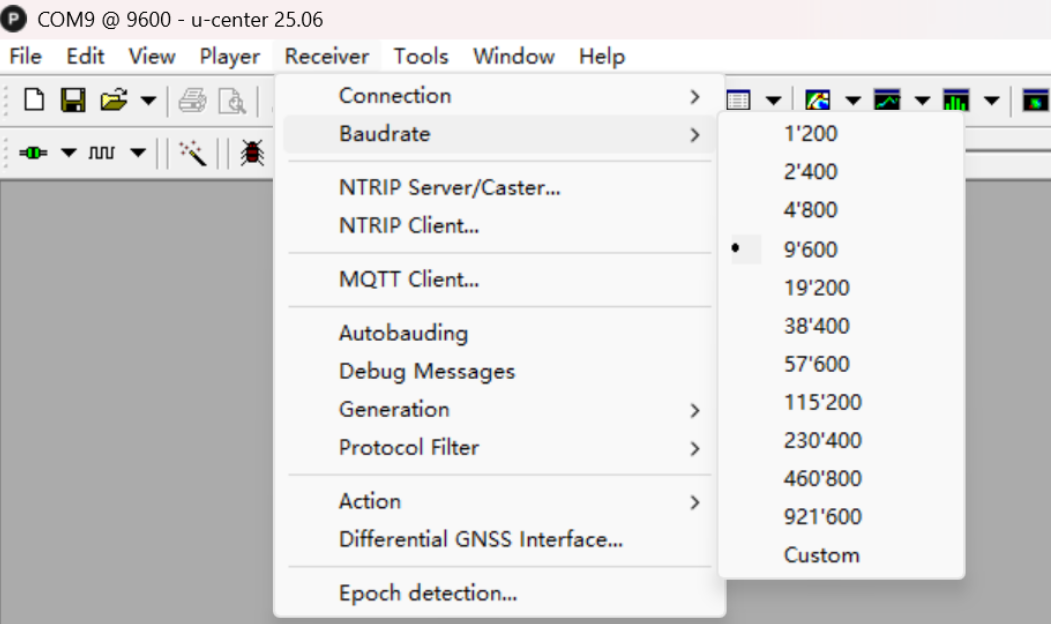 P COM9 @ 9600 - u-center 25.06
File Edit View Player Receiver Tools Window Help
Connection
Baudrate
NTRIP Server/Caster...
NTRIP Client...
MQTT Client...
Autobauding
Debug Messages
Generation
Protocol Filter
Action
Differential GNSS Interface...
Epoch detection...
1'200
2'400
4'800
9'600
19'200
38'400
57'600
115'200
230'400
460'800
921'600
Custom